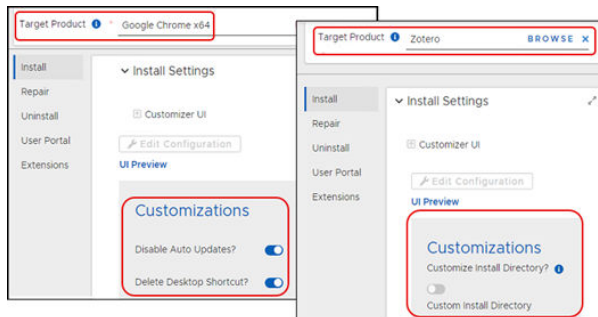 Target Product * Google Chrome x64
Install
Repair
Uninstall
User Portal
Extensions
Install Settings
Customizer UI
Edit Configuration
UI Preview
Customizations
Disable Auto Updates?
Delete Desktop Shortcut?
Target Product Zotero BROWSE X
Install
Repair
Uninstall
User Portal
Extensions
Install Settings
Customizer UI
Edit Configuration
UI Preview
Customizations
Customize Install Directory?
Custom Install Directory